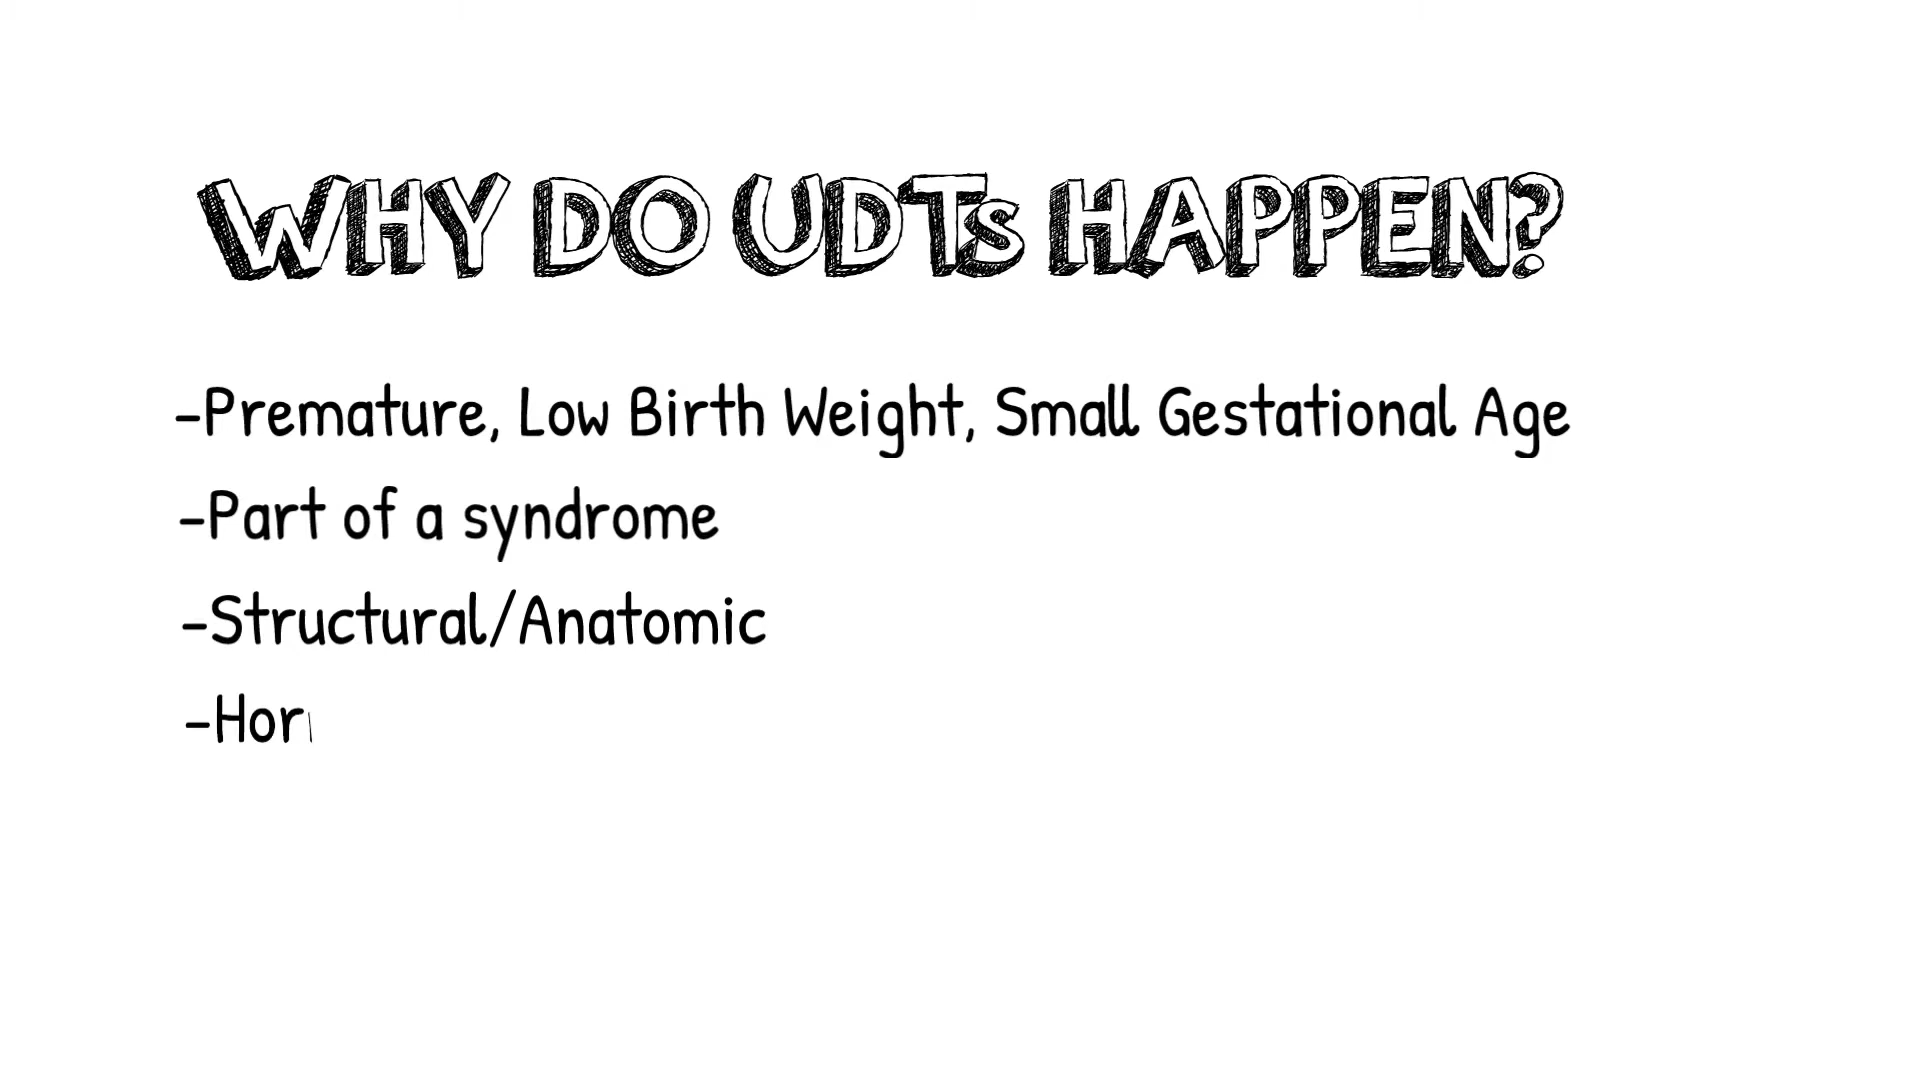 WHY DO UDTs HAPPEN?
-Premature, Low Birth Weight, Small Gestational Age
-Part of a syndrome
-Structural/Anatomic
-Hor